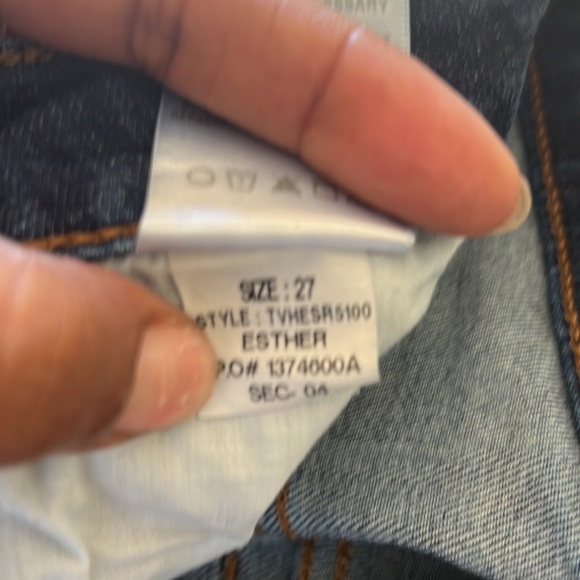 SIZE : 27
STYLE : TVHESR5100
ESTHER
P.O# 1374600A
SEC- 04